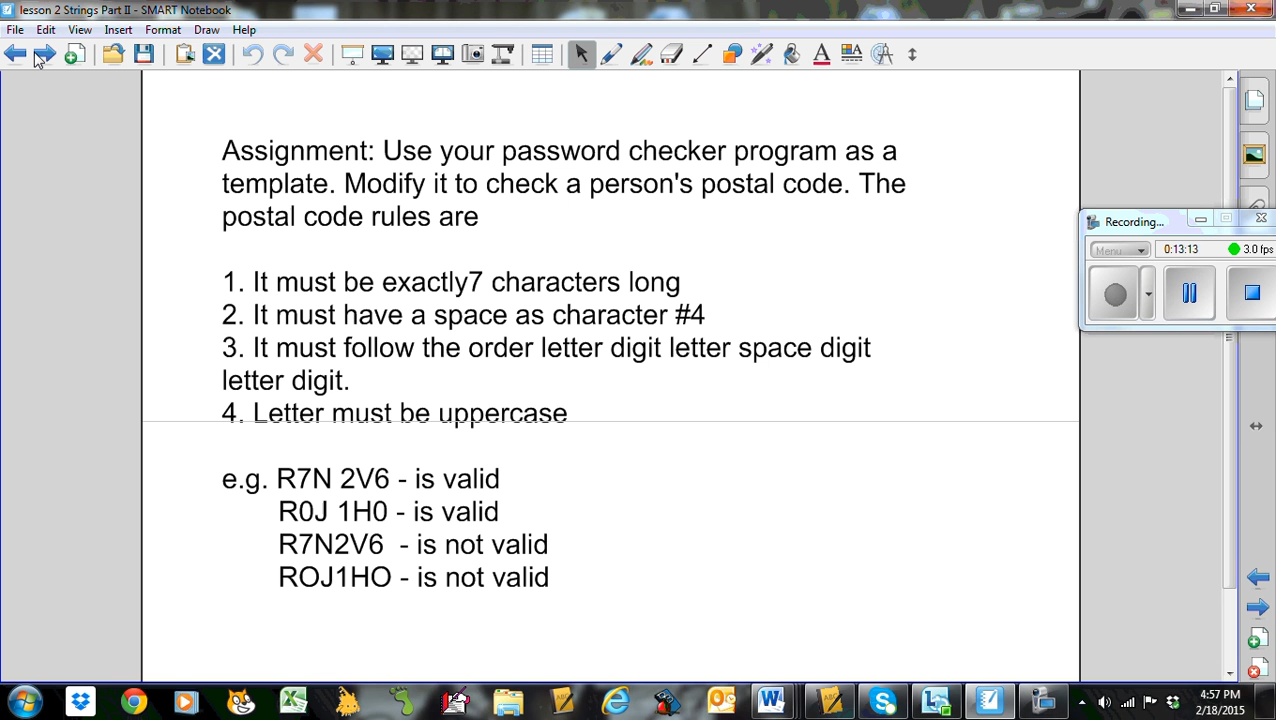 lesson 2 Strings Part II - SMART Notebook
File Edit View Insert Format Draw Help
Assignment: Use your password checker program as a
template. Modify it to check a person's postal code. The
postal code rules are
Recording...
Menu 0:13:13 3.0 fps
1. It must be exactly7 characters long
2. It must have a space as character #4
3. It must follow the order letter digit letter space digit
letter digit.
4. Letter must be uppercase
e.g. R7N 2V6 - is valid
R0J 1H0 - is valid
R7N2V6 - is not valid
ROJ1HO - is not valid
4:57 PM
2/18/2015